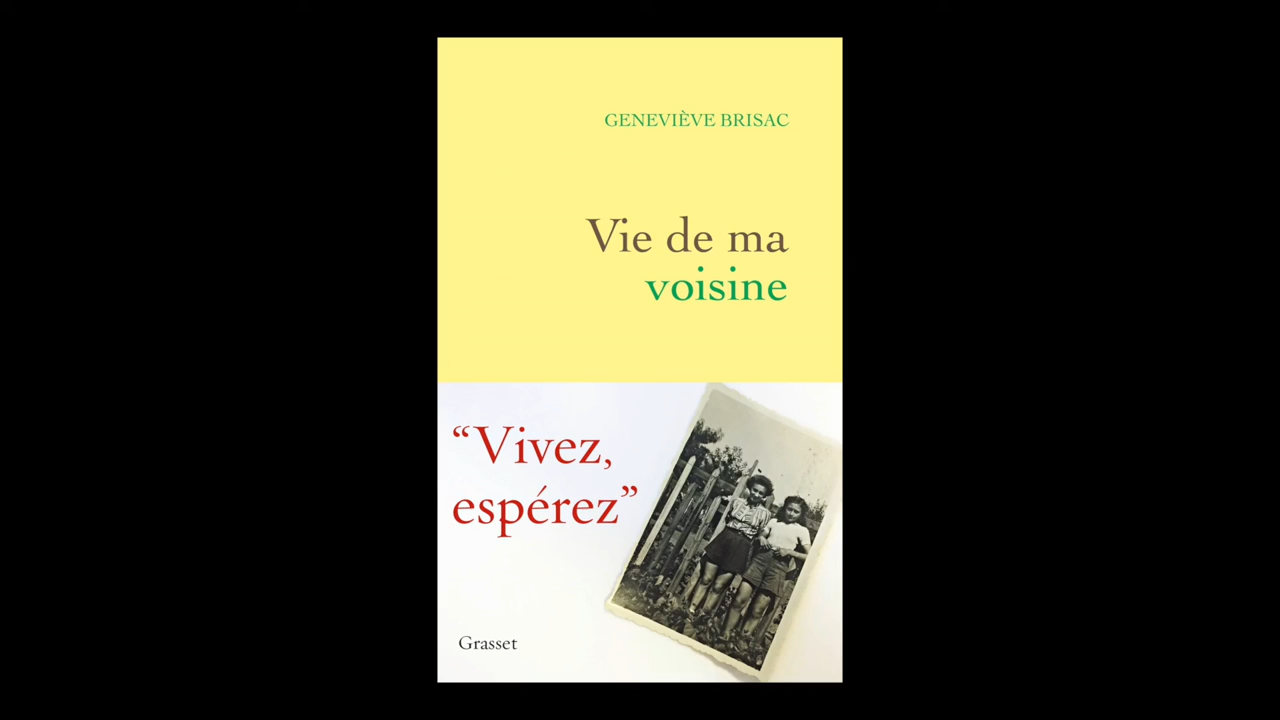 GENEVIÈVE BRISAC
Vie de ma
voisine
“Vivez,
espérez”
Grasset